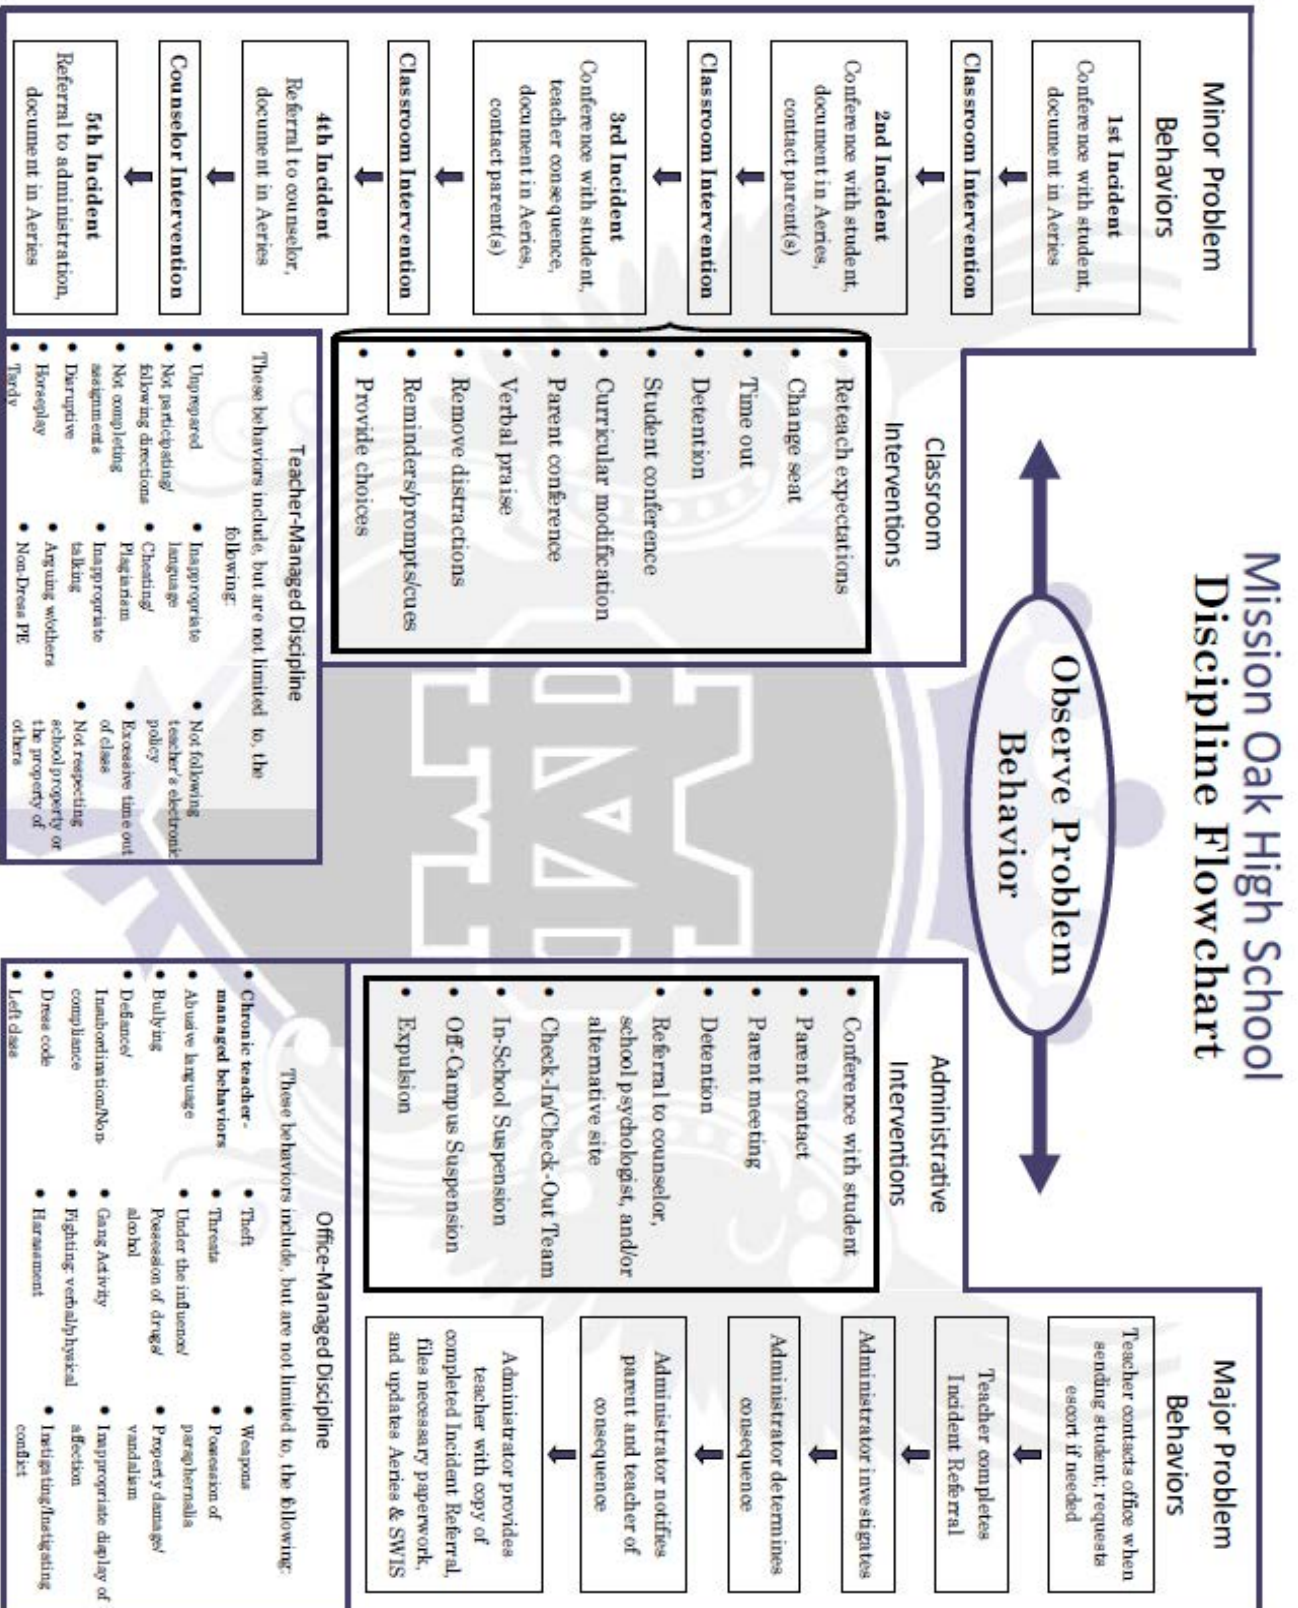 Mission Oak High School
Discipline Flowchart
Observe Problem
Behavior
Minor Problem
Behaviors
1st Incident
Conference with student,
document in Aeries
Classroom Intervention
2nd Incident
Conference with student,
document in Aeries,
contact parent(s)
Classroom Intervention
3rd Incident
Conference with student,
teacher consequence,
document in Aeries,
contact parent(s)
Classroom Intervention
4th Incident
Referral to counselor,
document in Aeries
Counselor Intervention
5th Incident
Referral to administration,
document in Aeries
Classroom
Interventions
• Reteach expectations
• Change seat
• Time out
• Detention
• Student conference
• Curricular modification
• Parent conference
• Verbal praise
• Remove distractions
• Reminders/prompts/cues
• Provide choices
Teacher-Managed Discipline
These behaviors include, but are not limited to, the
following:
• Unprepared
• Not participating/
following directions
• Not completing
assignments
• Disruptive
• Horseplay
• Tardy
• Inappropriate
language
• Cheating/
Plagiarism
• Inappropriate
talking
• Arguing w/others
• Non-Dress PE
• Not following
teacher's electronic
policy
• Excessive time out
of class
• Not respecting
school property or
the property of
others
Administrative
Interventions
• Conference with student
• Parent contact
• Parent meeting
• Detention
• Referral to counselor,
school psychologist, and/or
alternative site
• Check-In/Check-Out Team
• In-School Suspension
• Off-Campus Suspension
• Expulsion
Major Problem
Behaviors
Teacher contacts office when
sending student; requests
escort if needed
Teacher completes
Incident Referral
Administrator investigates
Administrator determines
consequence
Administrator notifies
parent and teacher of
consequence
Administrator provides
teacher with copy of
completed Incident Referral,
files necessary paperwork,
and updates Aeries & SWIS
Office-Managed Discipline
These behaviors include, but are not limited to, the following:
• Chronic teacher-
managed behaviors
• Abusive language
• Bullying
• Defiance/
Insubordination/Non-
compliance
• Dress code
• Left class
• Theft
• Threats
• Under the influence/
Possession of drugs/
alcohol
• Gang Activity
• Fighting: verbal/physical
• Harassment
• Weapons
• Possession of
paraphernalia
• Property damage/
vandalism
• Inappropriate display of
affection
• Instigating/Instigating
conflict
OAK